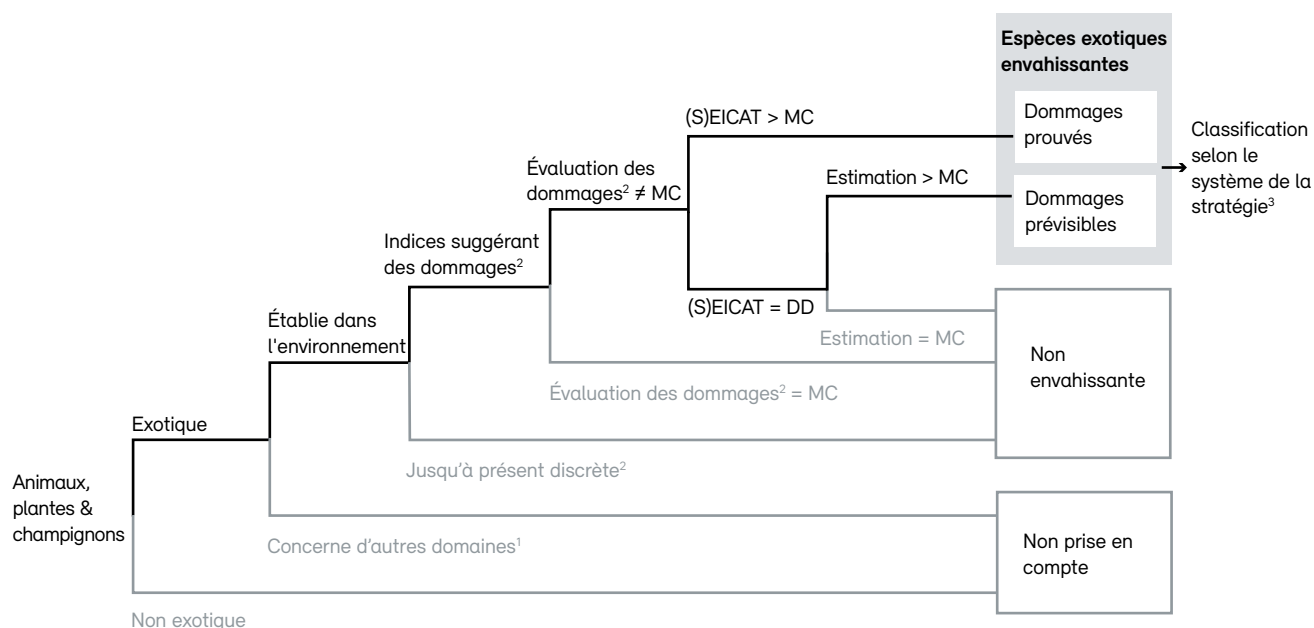 Espèces exotiques
envahissantes
(S)EICAT > MC
Dommages
prouvés
Classification
selon le
système de la
stratégie³
Évaluation des
dommages² ≠ MC
Estimation > MC
Dommages
prévisibles
Indices suggérant
des dommages²
(S)EICAT = DD
Établie dans
l'environnement
Estimation = MC
Non
envahissante
Évaluation des dommages² = MC
Exotique
Jusqu'à présent discrète²
Animaux,
plantes &
champignons
Concerne d'autres domaines¹
Non prise en
compte
Non exotique